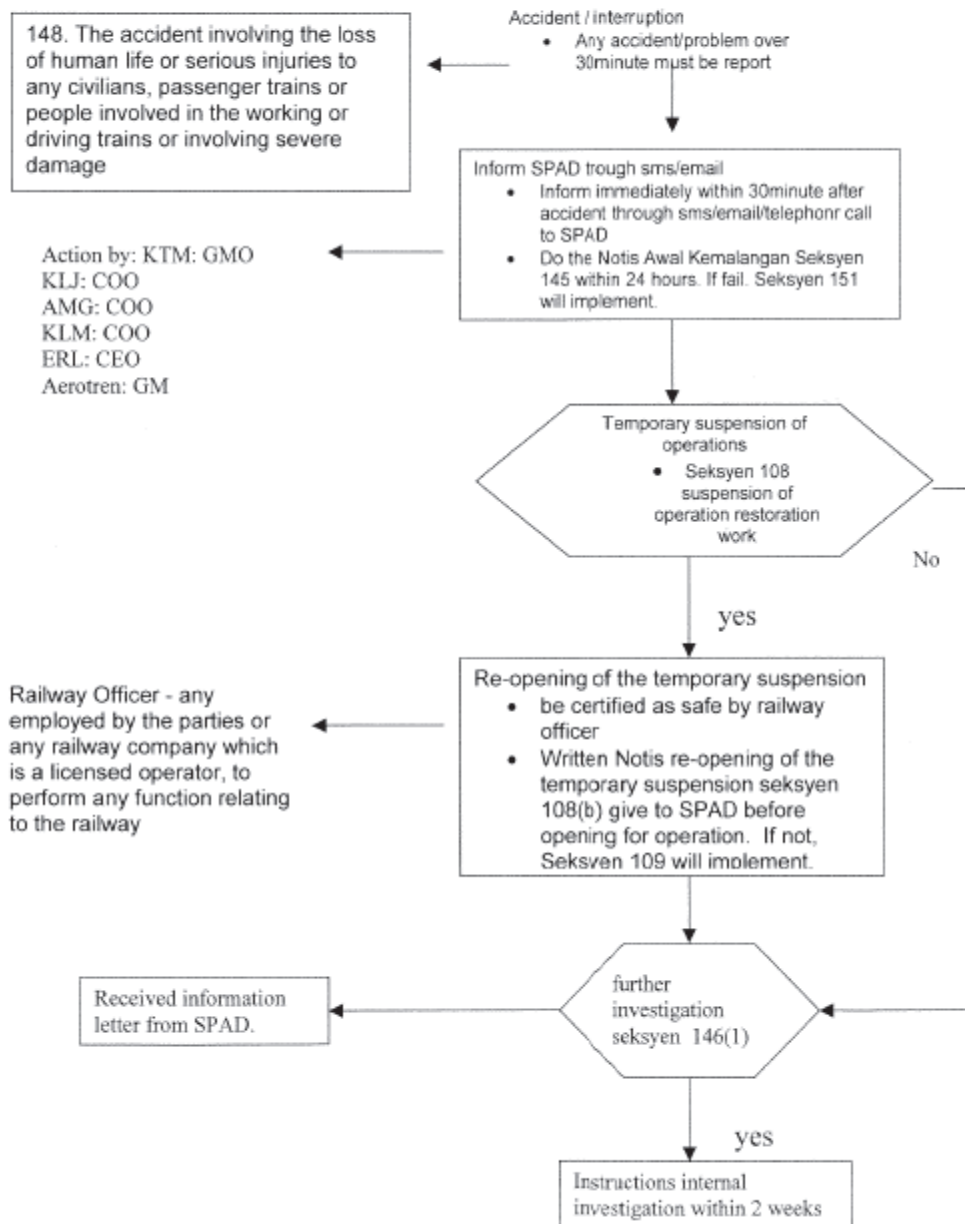 148. The accident involving the loss
of human life or serious injuries to
any civilians, passenger trains or
people involved in the working or
driving trains or involving severe
damage
Accident / interruption
• Any accident/problem over
30minute must be report
Inform SPAD trough sms/email
• Inform immediately within 30minute after
accident through sms/email/telephonr call
to SPAD
• Do the Notis Awal Kemalangan Seksyen
145 within 24 hours. If fail. Seksyen 151
will implement.
Action by: KTM: GMO
KLJ: COO
AMG: COO
KLM: COO
ERL: CEO
Aerotren: GM
Temporary suspension of
operations
• Seksyen 108
suspension of
operation restoration
work
No
yes
Re-opening of the temporary suspension
• be certified as safe by railway
officer
• Written Notis re-opening of the
temporary suspension seksyen
108(b) give to SPAD before
opening for operation. If not,
Seksyen 109 will implement.
Railway Officer - any
employed by the parties or
any railway company which
is a licensed operator, to
perform any function relating
to the railway
further
investigation
seksyen 146(1)
Received information
letter from SPAD.
yes
Instructions internal
investigation within 2 weeks